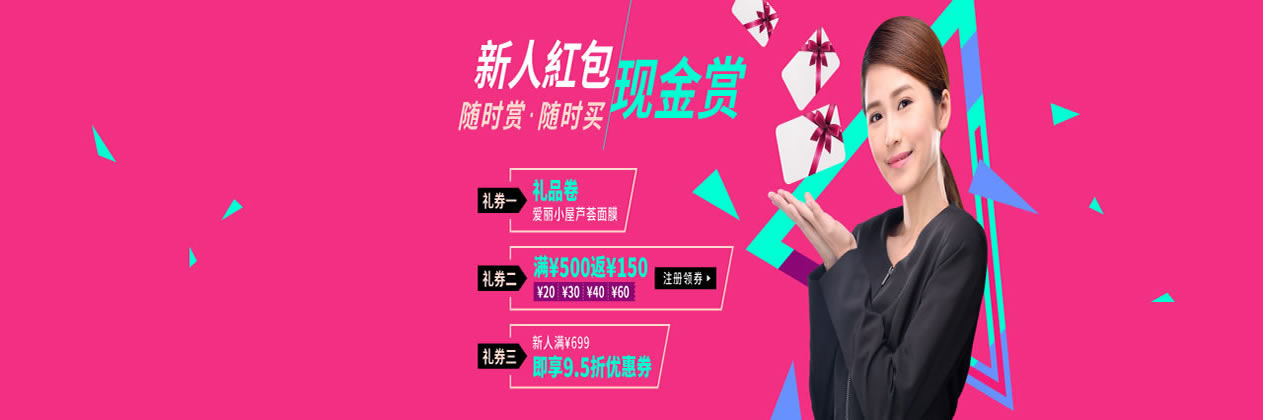 新人紅包
现金赏
随时赏·随时买
礼券一
礼品卷
爱丽小屋芦荟面膜
礼券二
满¥500返¥150
¥20 ¥30 ¥40 ¥60
注册领券
礼券三
新人满¥699
即享9.5折优惠券